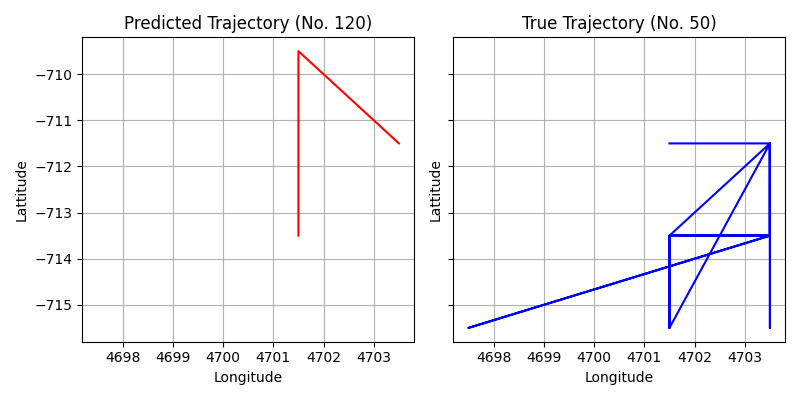 Predicted Trajectory (No. 120)
True Trajectory (No. 50)
Lattitude
−710
−711
−712
−713
−714
−715
4698 4699 4700 4701 4702 4703
Longitude
Lattitude
4698 4699 4700 4701 4702 4703
Longitude